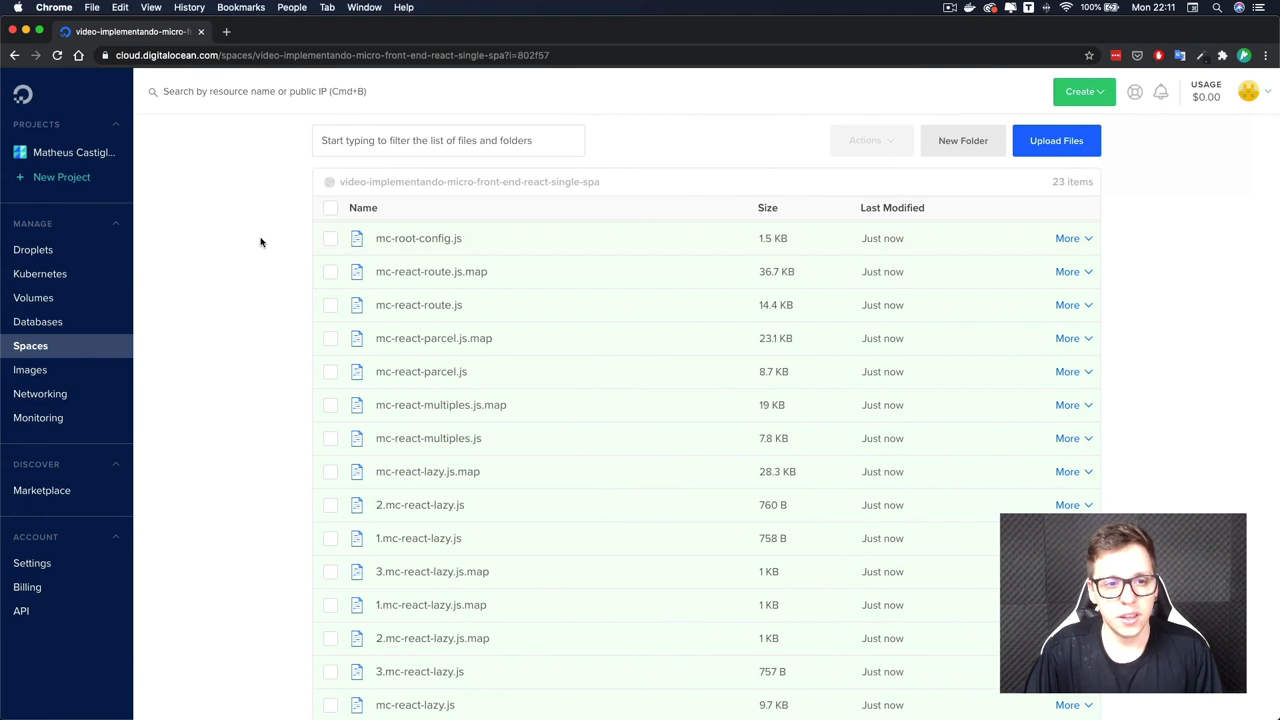 Chrome File Edit View History Bookmarks People Tab Window Help 100% Mon 22:11
video-implementando-micro-f
cloud.digitalocean.com/spaces/video-implementando-micro-front-end-react-single-spa?i=802f57
Search by resource name or public IP (Cmd+B)
Create
USAGE
$0.00
PROJECTS
Matheus Castigl...
+ New Project
MANAGE
Droplets
Kubernetes
Volumes
Databases
Spaces
Images
Networking
Monitoring
DISCOVER
Marketplace
ACCOUNT
Settings
Billing
API
Start typing to filter the list of files and folders
Actions
New Folder
Upload Files
video-implementando-micro-front-end-react-single-spa 23 items
Name Size Last Modified
mc-root-config.js 1.5 KB Just now More
mc-react-route.js.map 36.7 KB Just now More
mc-react-route.js 14.4 KB Just now More
mc-react-parcel.js.map 23.1 KB Just now More
mc-react-parcel.js 8.7 KB Just now More
mc-react-multiples.js.map 19 KB Just now More
mc-react-multiples.js 7.8 KB Just now More
mc-react-lazy.js.map 28.3 KB Just now More
2.mc-react-lazy.js 760 B Just now More
1.mc-react-lazy.js 758 B Just now
3.mc-react-lazy.js.map 1 KB Just now
1.mc-react-lazy.js.map 1 KB Just now
2.mc-react-lazy.js.map 1 KB Just now
3.mc-react-lazy.js 757 B Just now
mc-react-lazy.js 9.7 KB Just now More